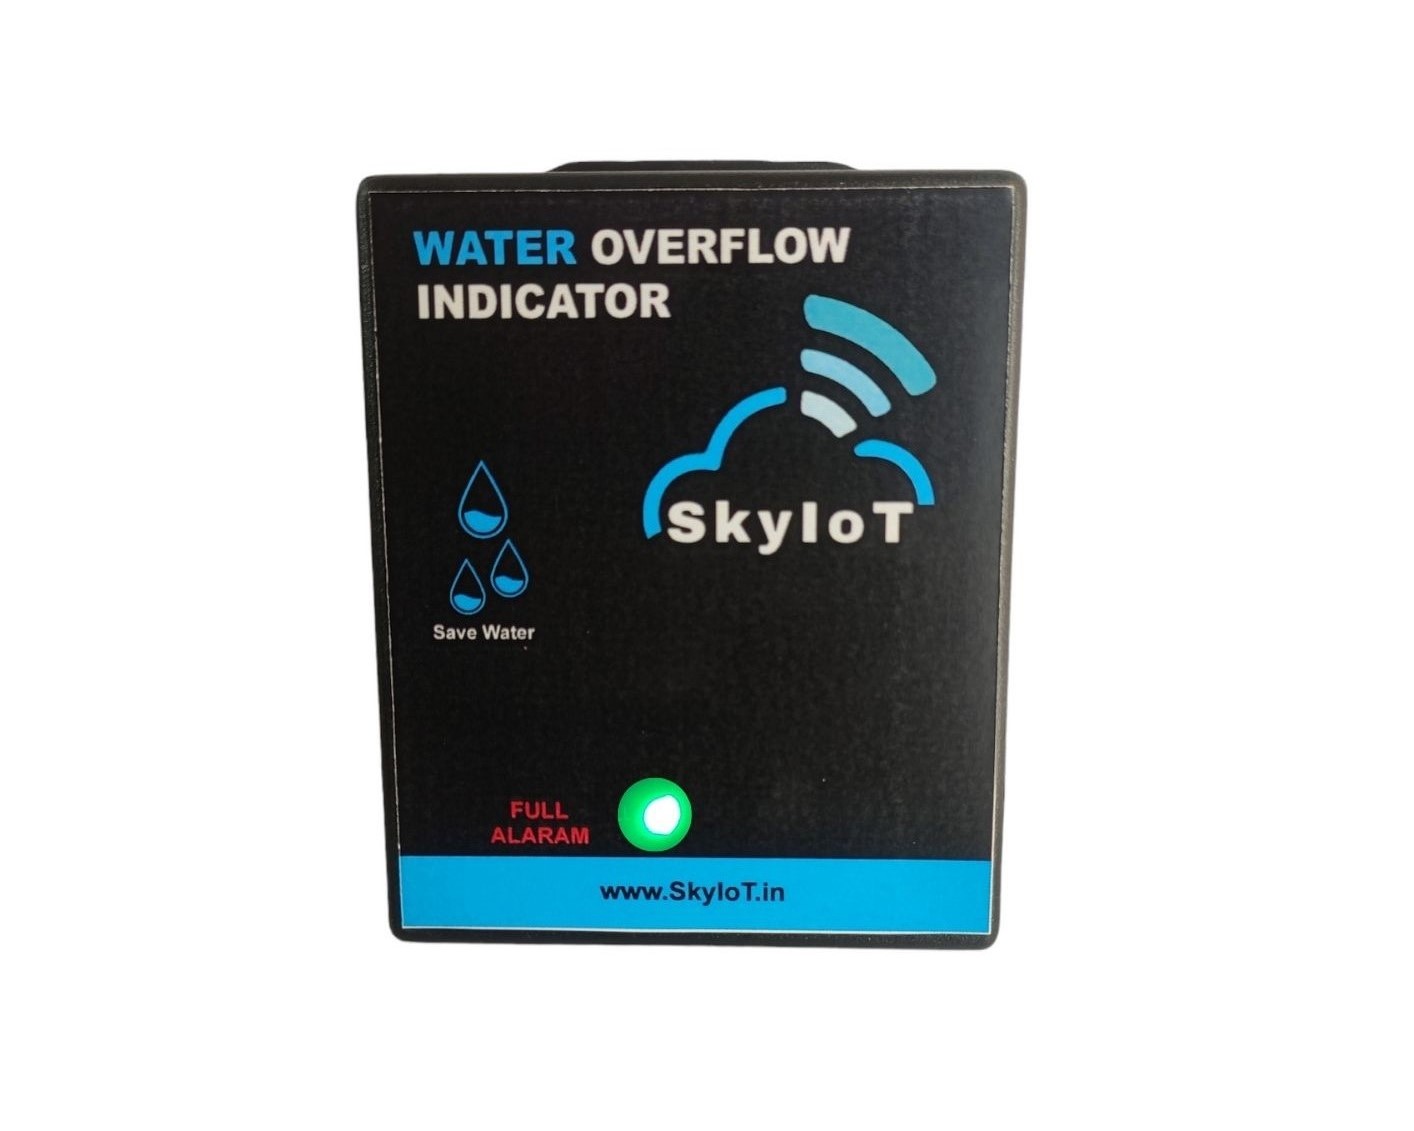 WATER OVERFLOW
INDICATOR
SkyIoT
Save Water
FULL
ALARAM
www.SkyIoT.in